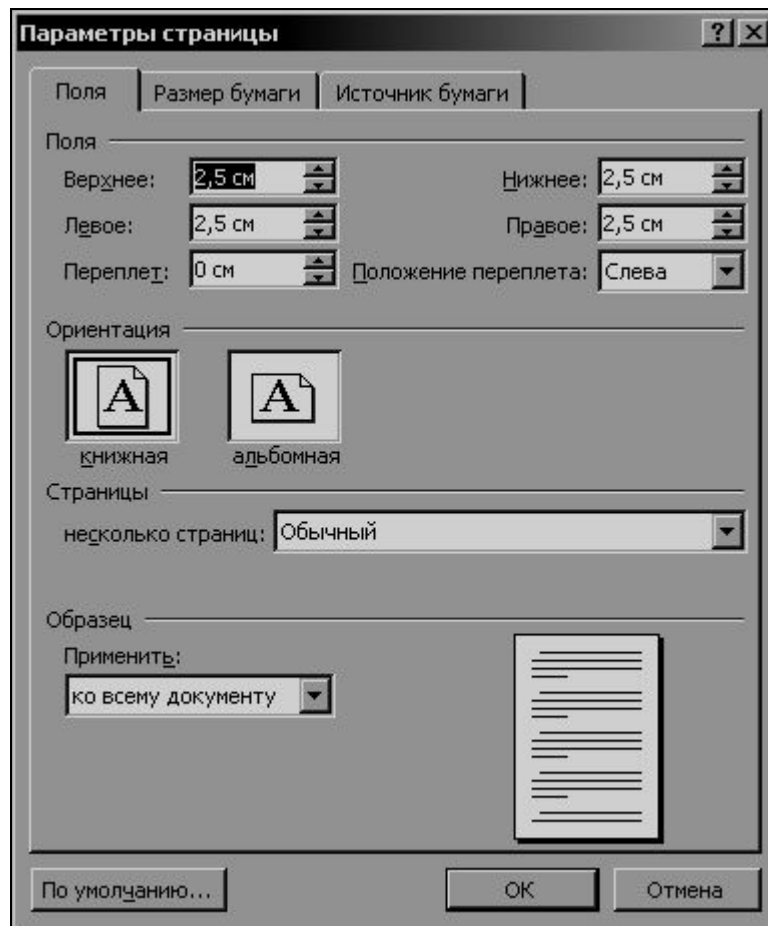 Параметры страницы
Поля Размер бумаги Источник бумаги
Поля
Верхнее: 2,5 см Нижнее: 2,5 см
Левое: 2,5 см Правое: 2,5 см
Переплет: 0 см Положение переплета: Слева
Ориентация
A A
книжная альбомная
Страницы
несколько страниц: Обычный
Образец
Применить:
ко всему документу
По умолчанию... ОК Отмена